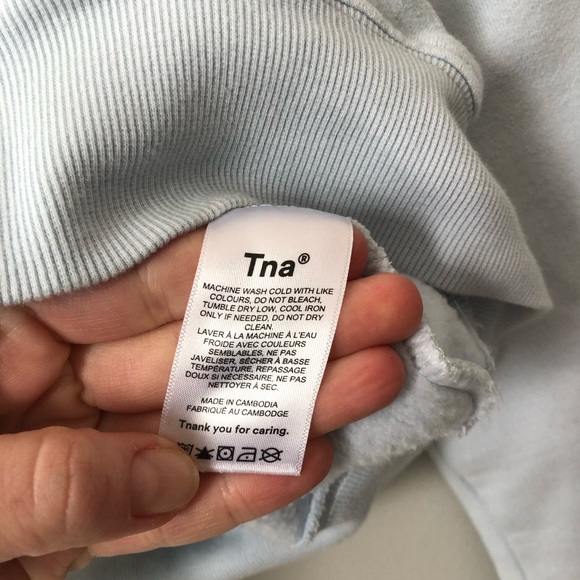 Tna®
MACHINE WASH COLD WITH LIKE
COLOURS, DO NOT BLEACH,
TUMBLE DRY LOW, COOL IRON
ONLY IF NEEDED, DO NOT DRY
CLEAN.
LAVER À LA MACHINE À L'EAU
FROIDE AVEC COULEURS
SEMBLABLES, NE PAS
JAVELISER, SÉCHER À BASSE
TEMPÉRATURE, REPASSAGE
DOUX SI NÉCESSAIRE, NE PAS
NETTOYER À SEC.
MADE IN CAMBODIA
FABRIQUÉ AU CAMBODGE
Tnank you for caring.